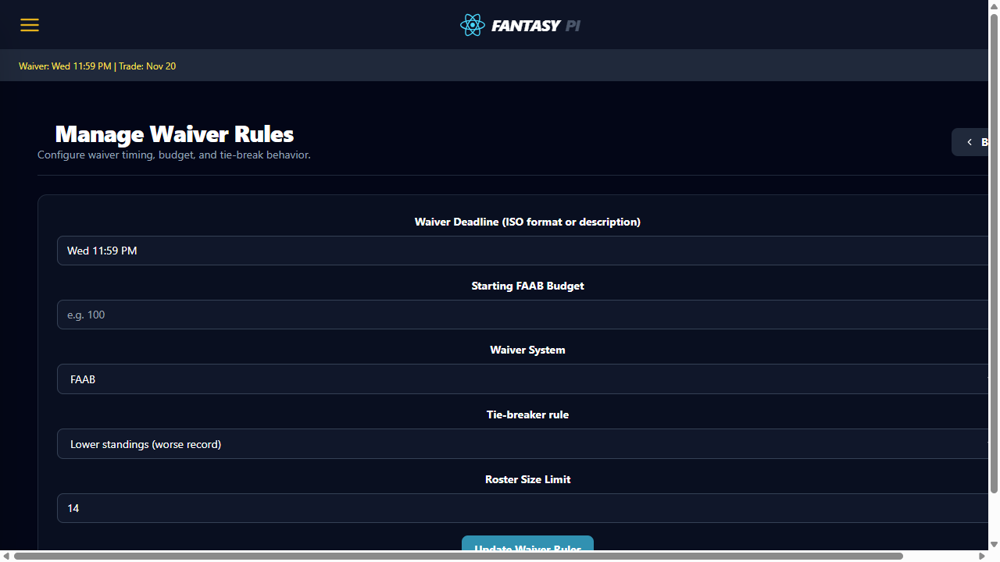 FANTASY PI
Waiver: Wed 11:59 PM | Trade: Nov 20
Manage Waiver Rules
Configure waiver timing, budget, and tie-break behavior.
Waiver Deadline (ISO format or description)
Wed 11:59 PM
Starting FAAB Budget
e.g. 100
Waiver System
FAAB
Tie-breaker rule
Lower standings (worse record)
Roster Size Limit
14
Update Waiver Rules